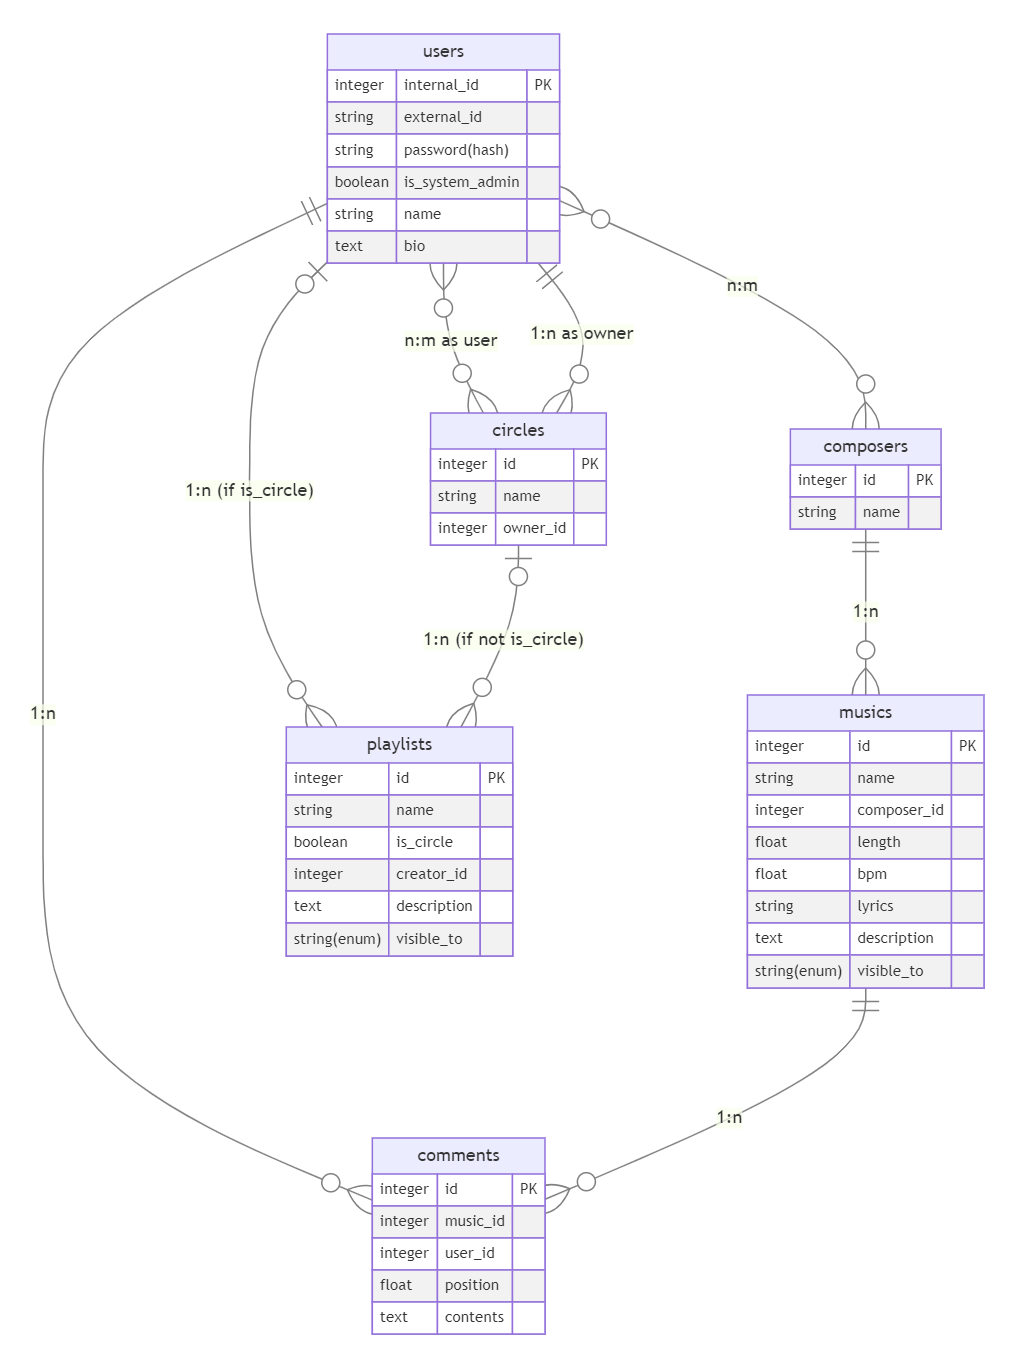 users
integer internal_id PK
string external_id
string password(hash)
boolean is_system_admin
string name
text bio
n:m
1:n as owner
n:m as user
circles
integer id PK
string name
integer owner_id
composers
integer id PK
string name
1:n (if is_circle)
1:n
1:n (if not is_circle)
1:n
playlists
integer id PK
string name
boolean is_circle
integer creator_id
text description
string(enum) visible_to
musics
integer id PK
string name
integer composer_id
float length
float bpm
string lyrics
text description
string(enum) visible_to
1:n
comments
integer id PK
integer music_id
integer user_id
float position
text contents